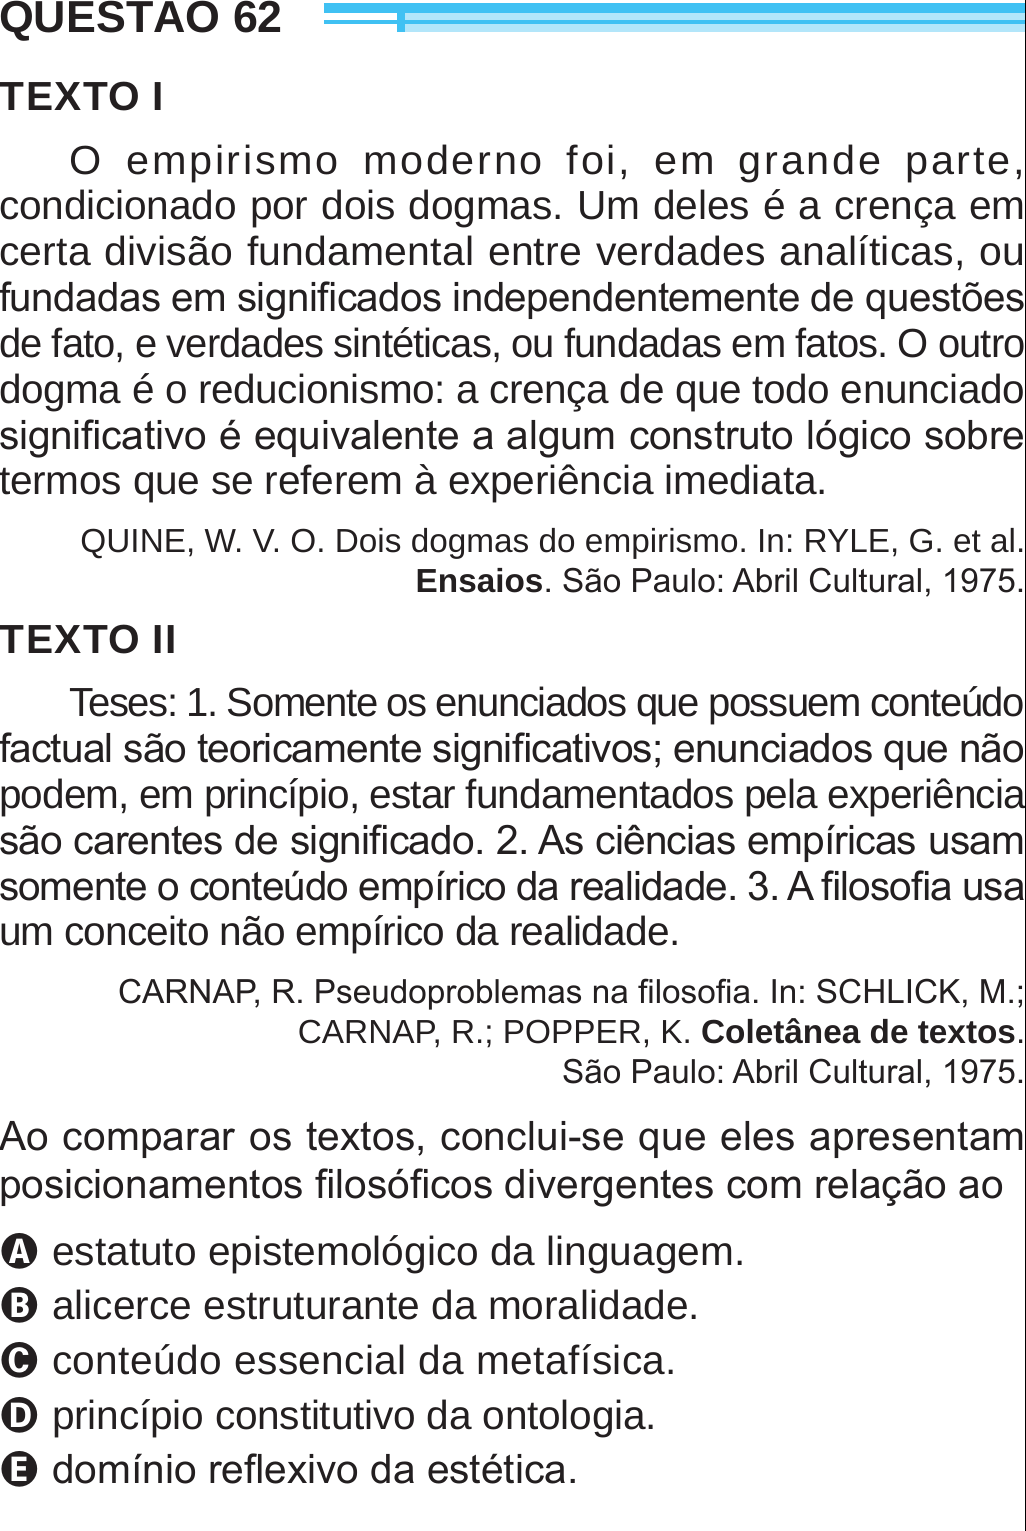 QUESTÃO 62
TEXTO I
O empirismo moderno foi, em grande parte,
condicionado por dois dogmas. Um deles é a crença em
certa divisão fundamental entre verdades analíticas, ou
fundadas em significados independentemente de questões
de fato, e verdades sintéticas, ou fundadas em fatos. O outro
dogma é o reducionismo: a crença de que todo enunciado
significativo é equivalente a algum construto lógico sobre
termos que se referem à experiência imediata.
QUINE, W. V. O. Dois dogmas do empirismo. In: RYLE, G. et al.
Ensaios. São Paulo: Abril Cultural, 1975.
TEXTO II
Teses: 1. Somente os enunciados que possuem conteúdo
factual são teoricamente significativos; enunciados que não
podem, em princípio, estar fundamentados pela experiência
são carentes de significado. 2. As ciências empíricas usam
somente o conteúdo empírico da realidade. 3. A filosofia usa
um conceito não empírico da realidade.
CARNAP, R. Pseudoproblemas na filosofia. In: SCHLICK, M.;
CARNAP, R.; POPPER, K. Coletânea de textos.
São Paulo: Abril Cultural, 1975.
Ao comparar os textos, conclui-se que eles apresentam
posicionamentos filosóficos divergentes com relação ao
A estatuto epistemológico da linguagem.
B alicerce estruturante da moralidade.
C conteúdo essencial da metafísica.
D princípio constitutivo da ontologia.
E domínio reflexivo da estética.